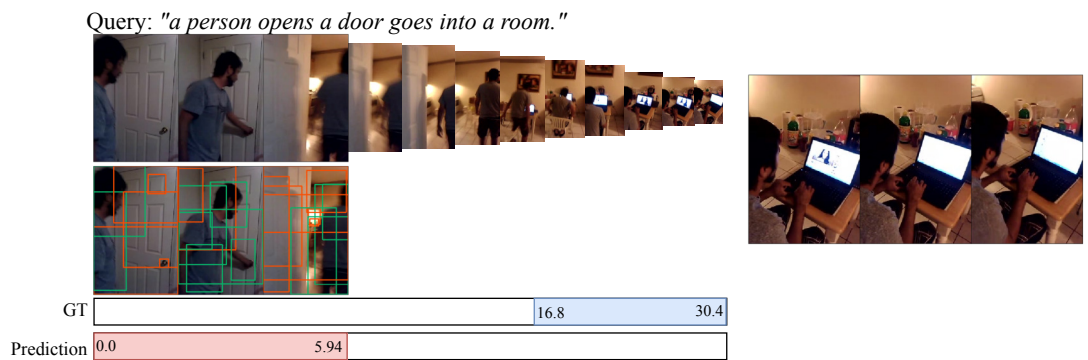 Query: "a person opens a door goes into a room."
GT 16.8 30.4
Prediction 0.0 5.94